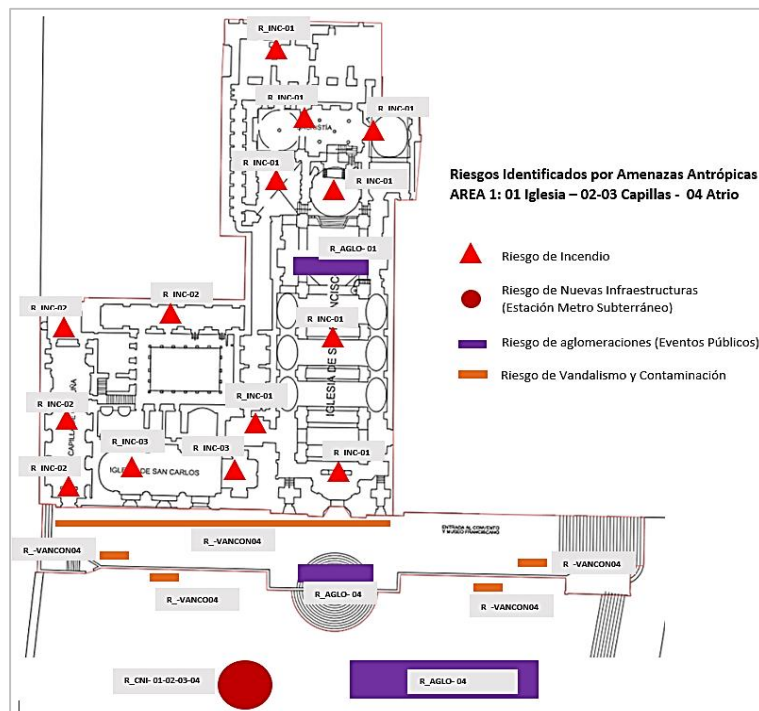 R_INC-01
R_INC-01
R_INC-01
R_INC-01
R_INC-01
Riesgos Identificados por Amenazas Antrópicas
AREA 1: 01 Iglesia – 02-03 Capillas - 04 Atrio
R_AGLO- 01
Riesgo de Incendio
Riesgo de Nuevas Infraestructuras
(Estación Metro Subterráneo)
Riesgo de aglomeraciones (Eventos Públicos)
Riesgo de Vandalismo y Contaminación
R_INC-02
R_INC-02
R_INC-01
IGLESIA DE
R_INC-01
R_INC-02
CAPILLA
R_INC-03
R_INC-03
R_INC-01
R_INC-02
IGLESIA DE SAN CARLOS
ENTRADA AL CONVENTO
Y MUSEO FRANCISCANO
R_-VANCON04
R_-VANCON04
R_-VANCON04
R_-VANCO04
R_AGLO- 04
R_-VANCON04
R_CNI- 01-02-03-04
R_AGLO- 04